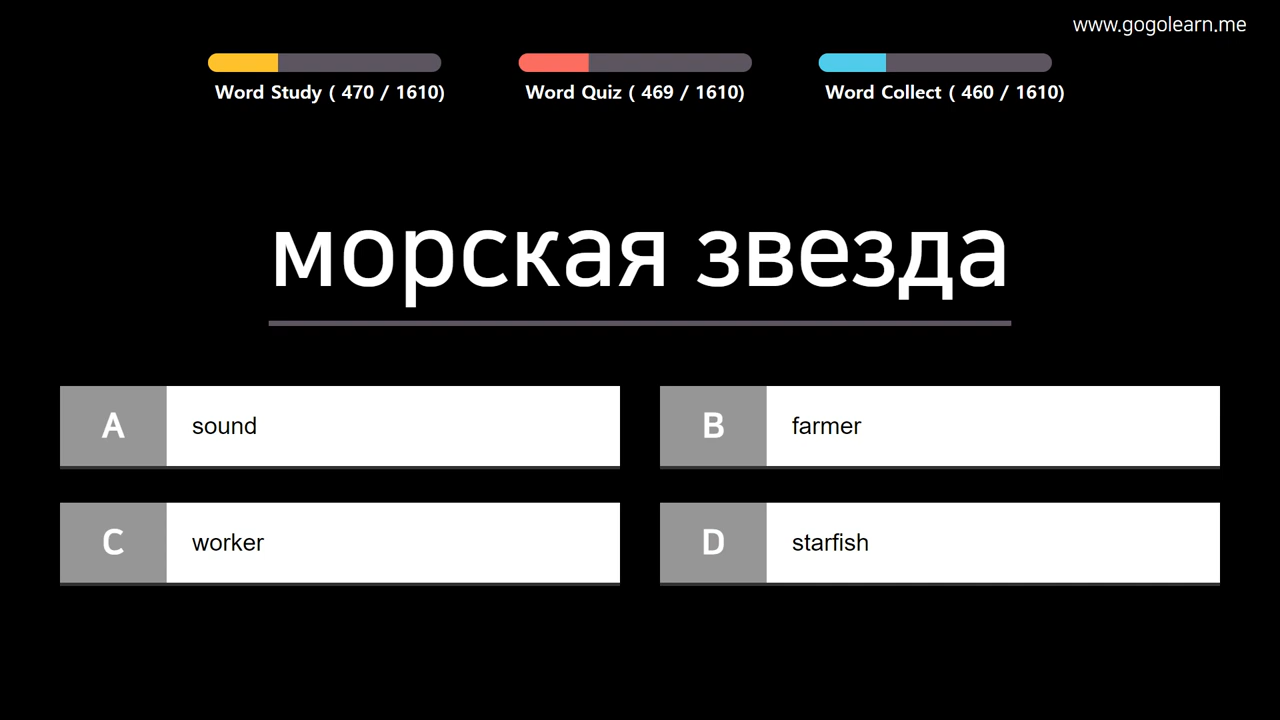 www.gogolearn.me
Word Study ( 470 / 1610)
Word Quiz ( 469 / 1610)
Word Collect ( 460 / 1610)
морская звезда
A sound
B farmer
C worker
D starfish